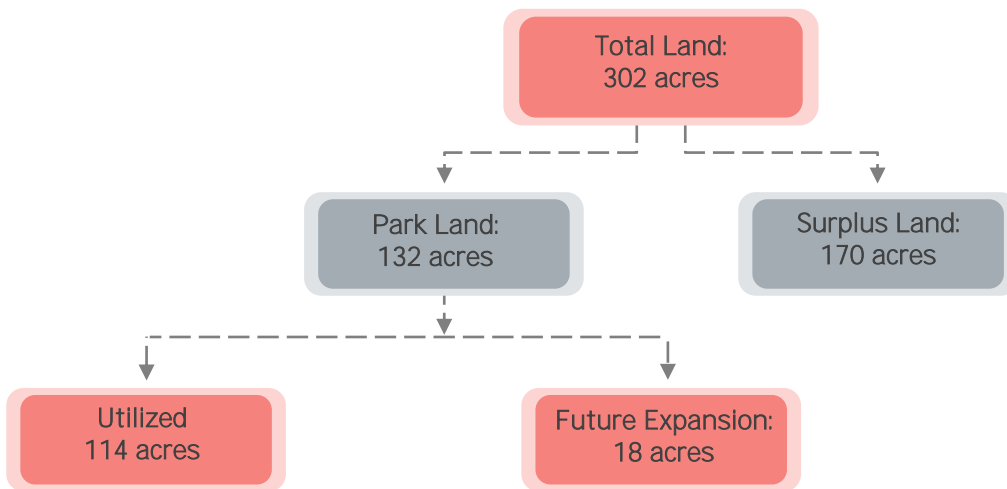 Total Land:
302 acres
Park Land:
132 acres
Surplus Land:
170 acres
Utilized
114 acres
Future Expansion:
18 acres